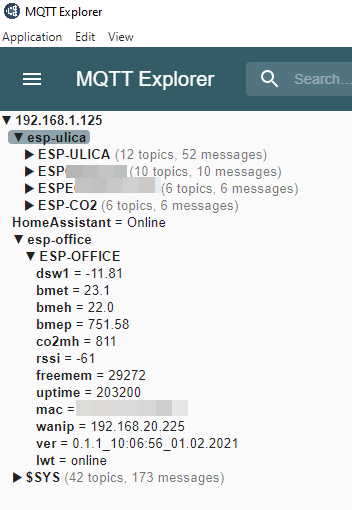 MQTT Explorer
Application Edit View
MQTT Explorer Search...
▼ 192.168.1.125
▼ esp-ulica
▶ ESP-ULICA (12 topics, 52 messages)
▶ ESP (10 topics, 10 messages)
▶ ESPE (6 topics, 6 messages)
▶ ESP-CO2 (6 topics, 6 messages)
HomeAssistant = Online
▼ esp-office
▼ ESP-OFFICE
dsw1 = -11.81
bmet = 23.1
bmeh = 22.0
bmep = 751.58
co2mh = 811
rssi = -61
freemem = 29272
uptime = 203200
mac =
wanip = 192.168.20.225
ver = 0.1.1_10:06:56_01.02.2021
lwt = online
▶ $SYS (42 topics, 173 messages)